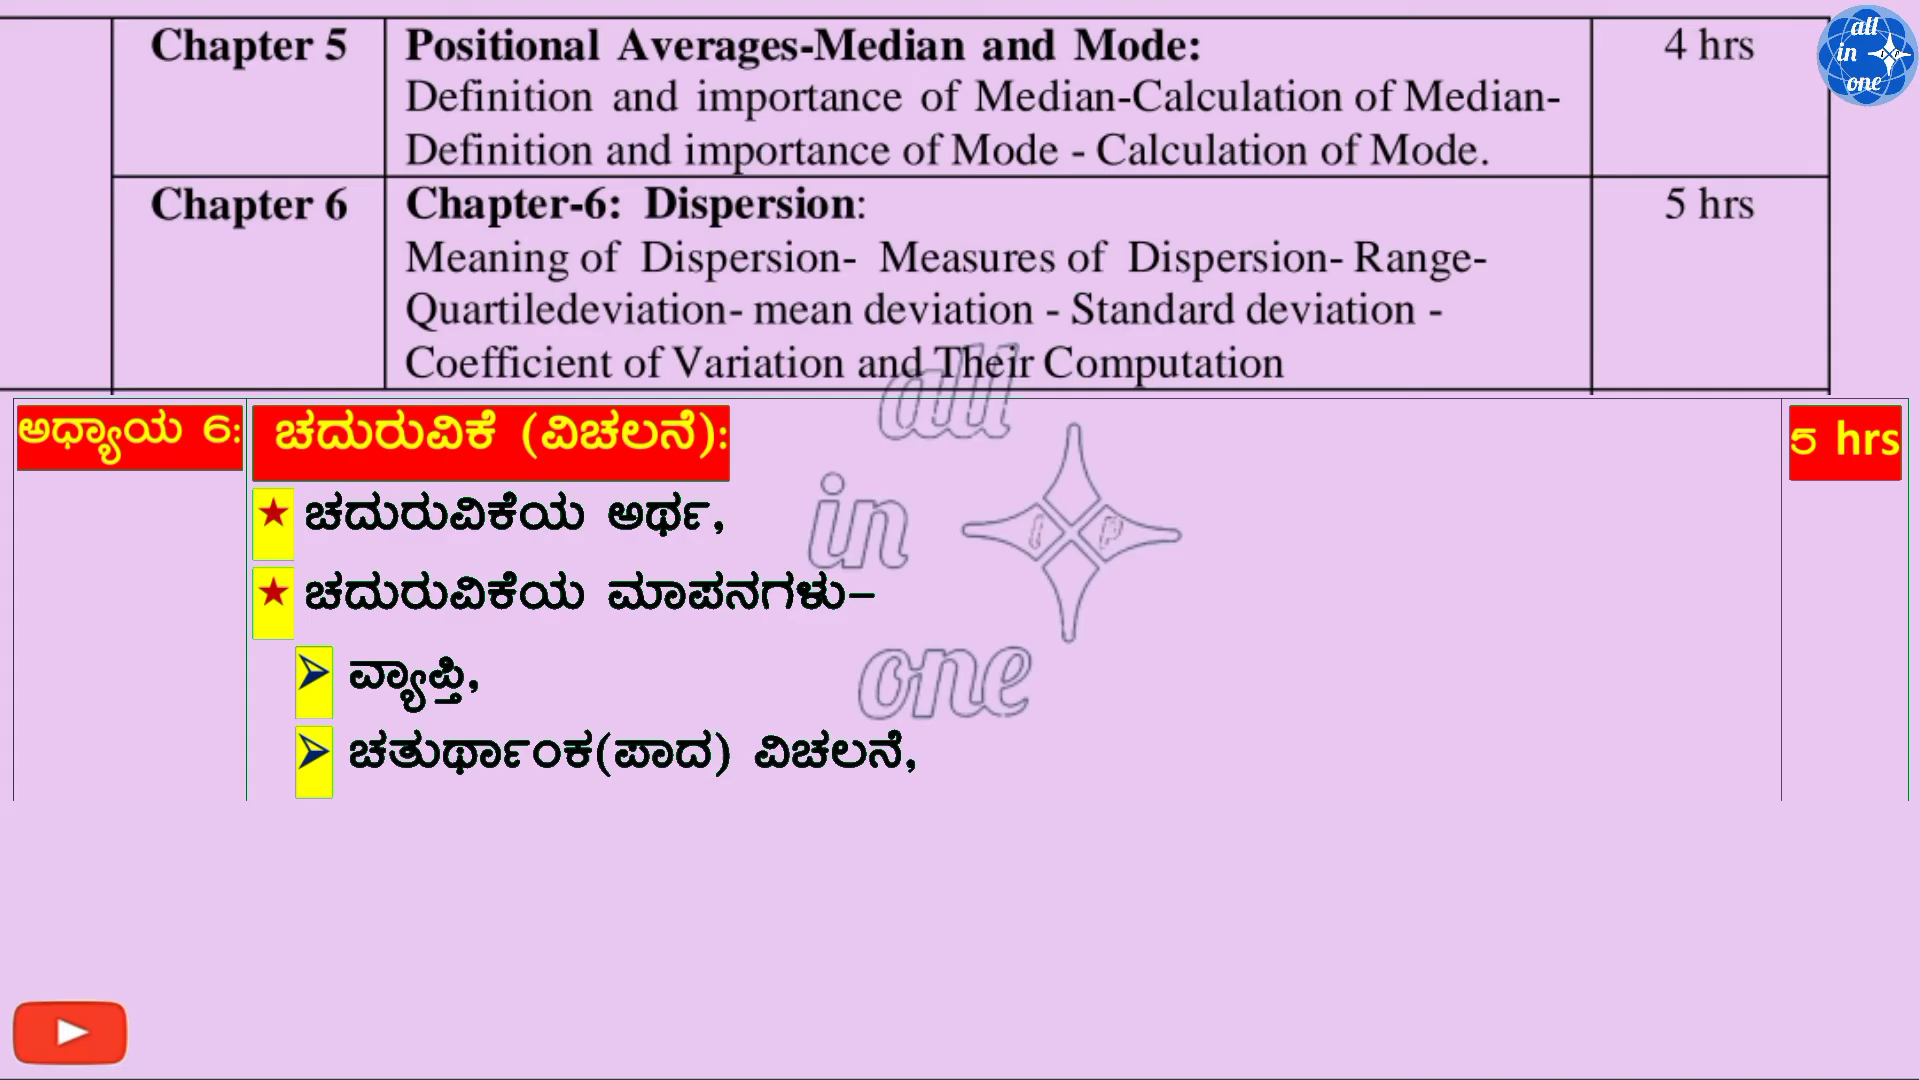 Chapter 5
Positional Averages-Median and Mode:
4 hrs
Definition and importance of Median-Calculation of Median-
Definition and importance of Mode - Calculation of Mode.
Chapter 6
Chapter-6: Dispersion:
5 hrs
Meaning of Dispersion- Measures of Dispersion- Range-
Quartiledeviation- mean deviation - Standard deviation -
Coefficient of Variation and Their Computation
ಅಧ್ಯಾಯ 6:
ಚದುರುವಿಕೆ (ವಿಚಲನೆ):
5 hrs
★ ಚದುರುವಿಕೆಯ ಅರ್ಥ,
★ ಚದುರುವಿಕೆಯ ಮಾಪನಗಳು–
➢ ವ್ಯಾಪ್ತಿ,
➢ ಚತುರ್ಥಾಂಕ(ಪಾದ) ವಿಚಲನೆ,
all
in
one
I P
all
in
one